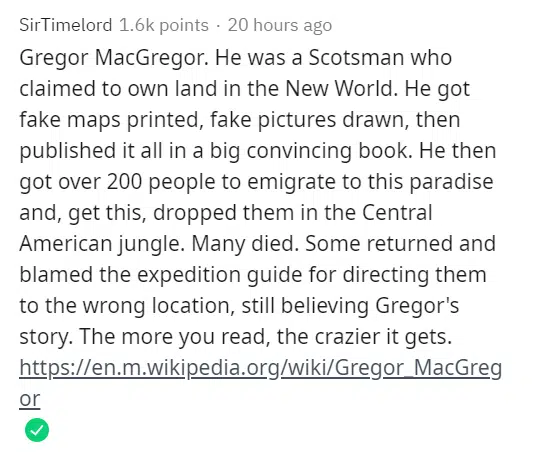 SirTimelord 1.6k points · 20 hours ago
Gregor MacGregor. He was a Scotsman who
claimed to own land in the New World. He got
fake maps printed, fake pictures drawn, then
published it all in a big convincing book. He then
got over 200 people to emigrate to this paradise
and, get this, dropped them in the Central
American jungle. Many died. Some returned and
blamed the expedition guide for directing them
to the wrong location, still believing Gregor's
story. The more you read, the crazier it gets.
https://en.m.wikipedia.org/wiki/Gregor_MacGreg
or